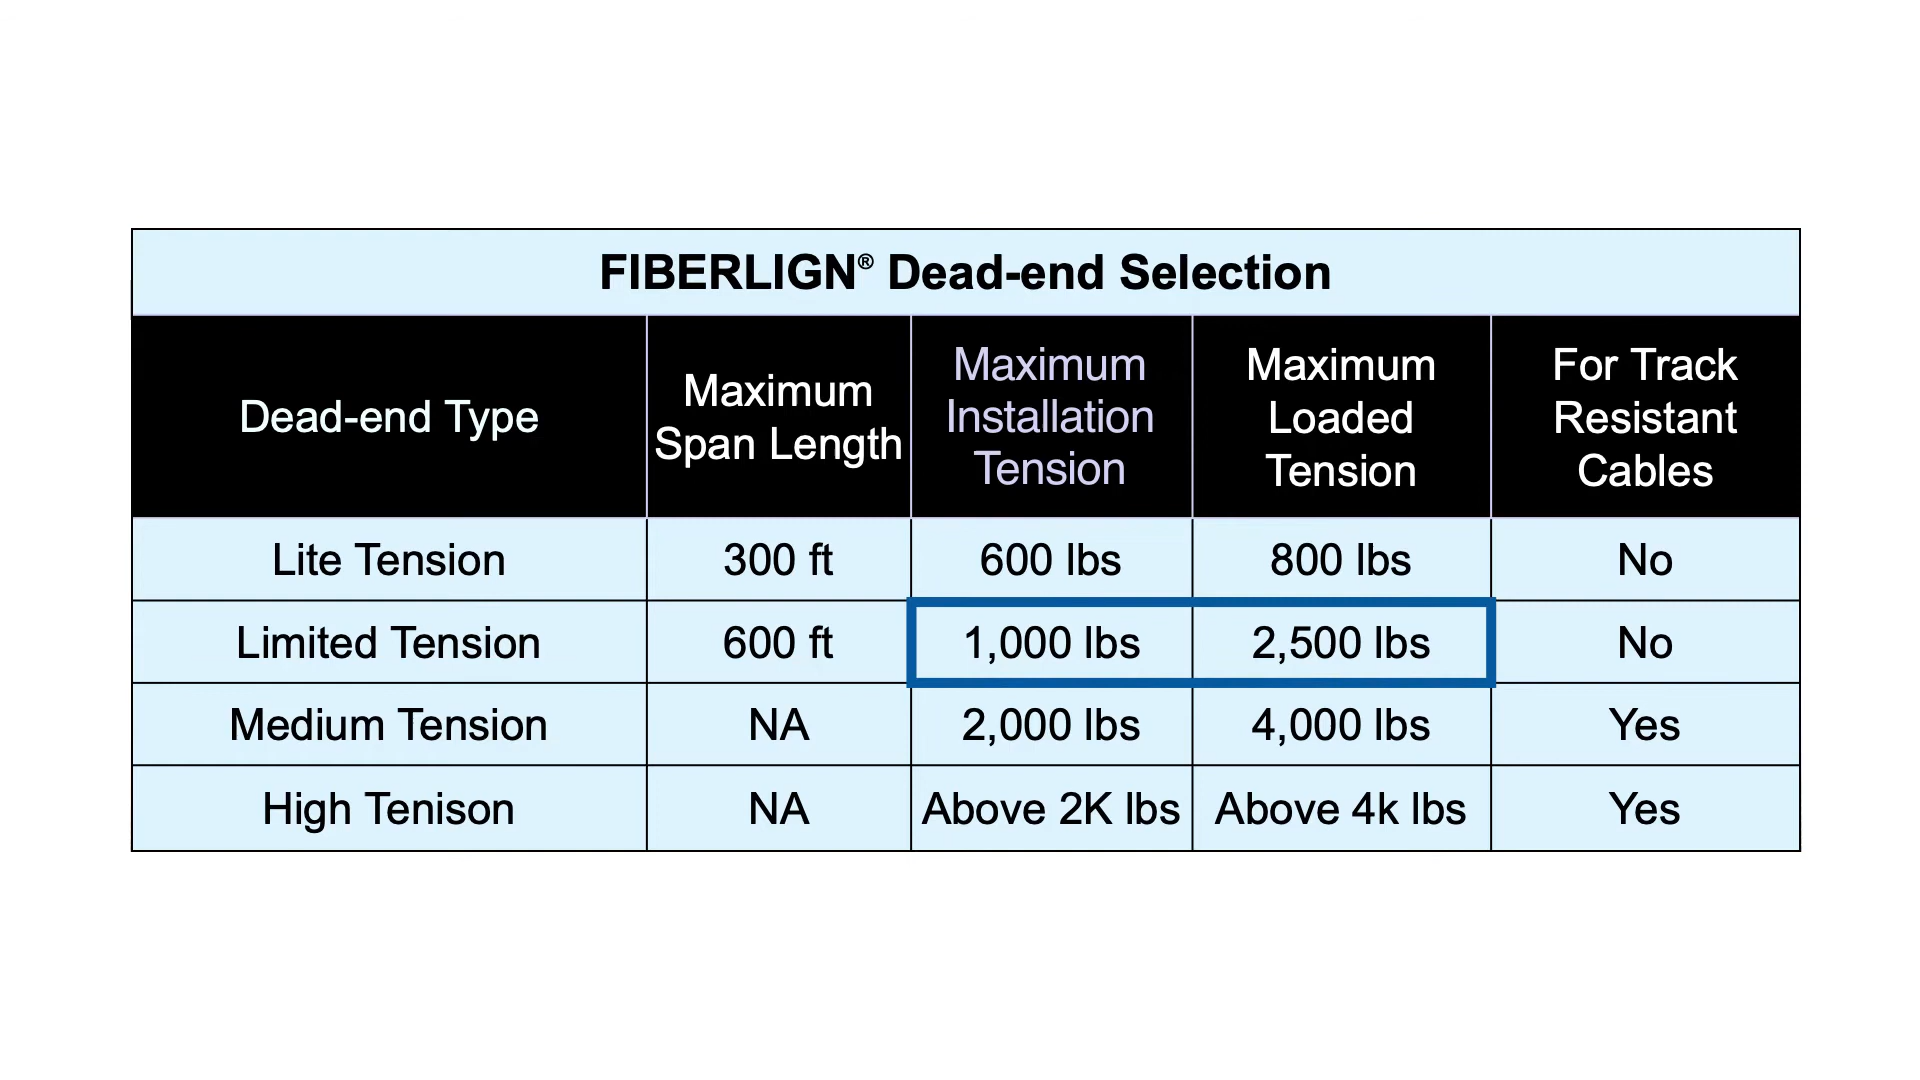 FIBERLIGN® Dead-end Selection
Dead-end Type
Maximum
Span Length
Maximum
Installation
Tension
Maximum
Loaded
Tension
For Track
Resistant
Cables
Lite Tension 300 ft 600 lbs 800 lbs No
Limited Tension 600 ft 1,000 lbs 2,500 lbs No
Medium Tension NA 2,000 lbs 4,000 lbs Yes
High Tenison NA Above 2K lbs Above 4k lbs Yes